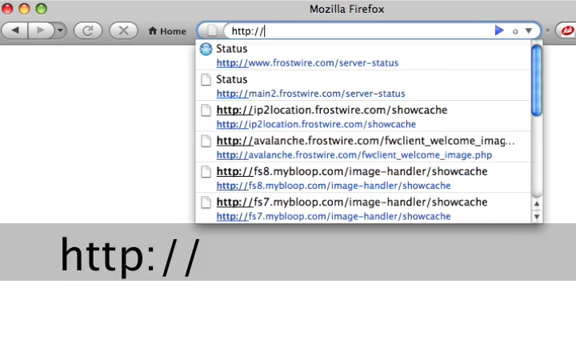 Mozilla Firefox
Home
http://
Status
http://www.frostwire.com/server-status
Status
http://main2.frostwire.com/server-status
http://ip2location.frostwire.com/showcache
http://ip2location.frostwire.com/showcache
http://avalanche.frostwire.com/fwclient_welcome_imag...
http://avalanche.frostwire.com/fwclient_welcome_image.php
http://fs8.mybloop.com/image-handler/showcache
http://fs8.mybloop.com/image-handler/showcache
http://fs7.mybloop.com/image-handler/showcache
http://fs7.mybloop.com/image-handler/showcache
http://